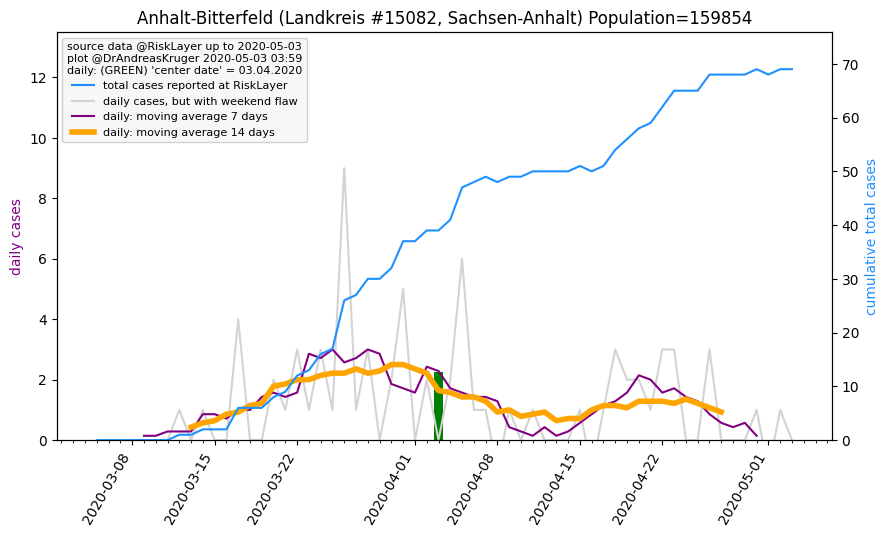 Anhalt-Bitterfeld (Landkreis #15082, Sachsen-Anhalt) Population=159854
source data @RiskLayer up to 2020-05-03
plot @DrAndreasKruger 2020-05-03 03:59
daily: (GREEN) 'center date' = 03.04.2020
total cases reported at RiskLayer
daily cases, but with weekend flaw
daily: moving average 7 days
daily: moving average 14 days
daily cases
12
10
8
6
4
2
0
cumulative total cases
70
60
50
40
30
20
10
0
2020-03-08
2020-03-15
2020-03-22
2020-04-01
2020-04-08
2020-04-15
2020-04-22
2020-05-01